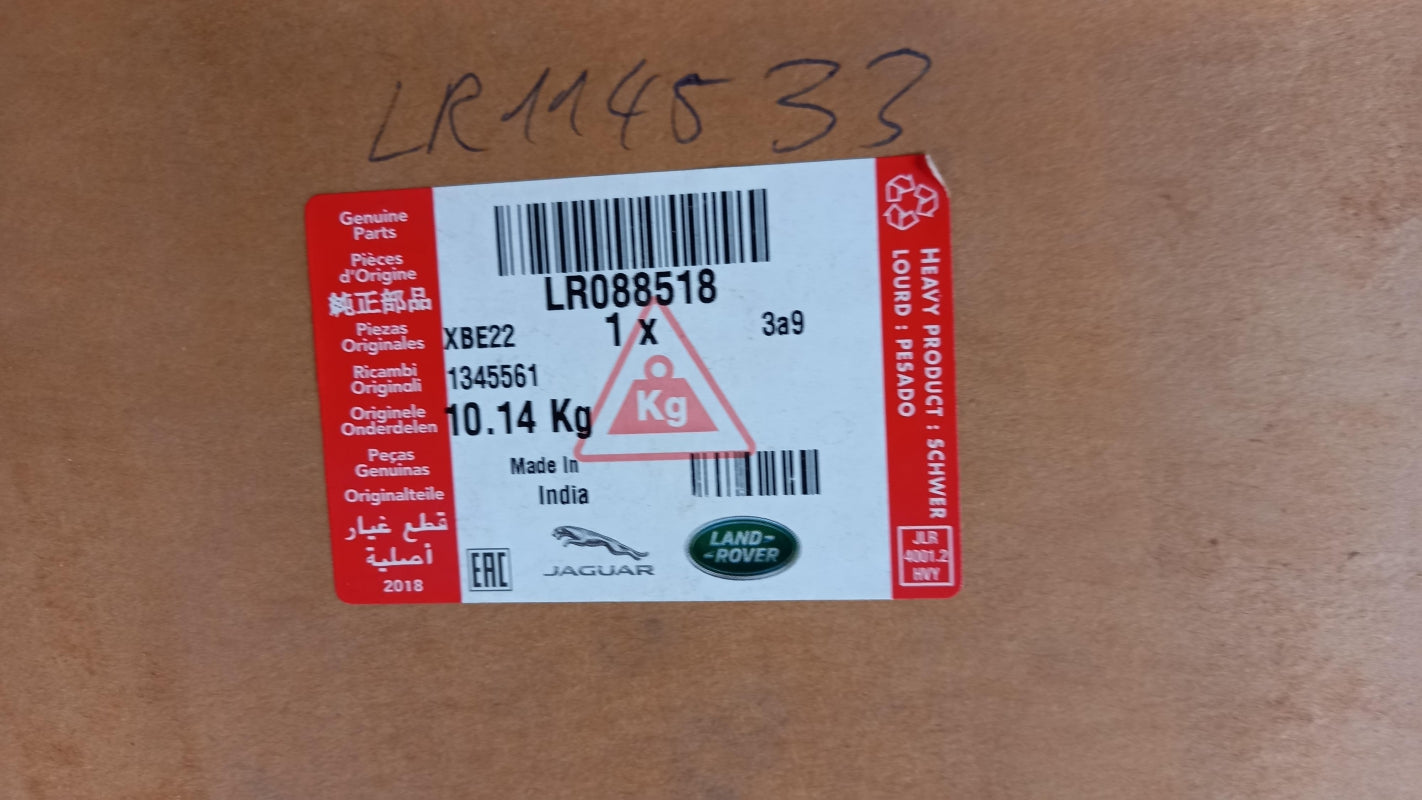 LR114533
Genuine
Parts
Pièces
d'Origine
純正部品
Piezas
Originales
Ricambi
Originali
Originele
Onderdelen
Peças
Genuinas
Originalteile
قطع غيار
أصلية
2018
LR088518
XBE22
1 x
3a9
1345561
10.14 Kg
Kg
Made In
India
EAC
JAGUAR
LAND-
-ROVER
HEAVY PRODUCT : SCHWER
LOURD : PESADO
JLR
4001.2
HVY